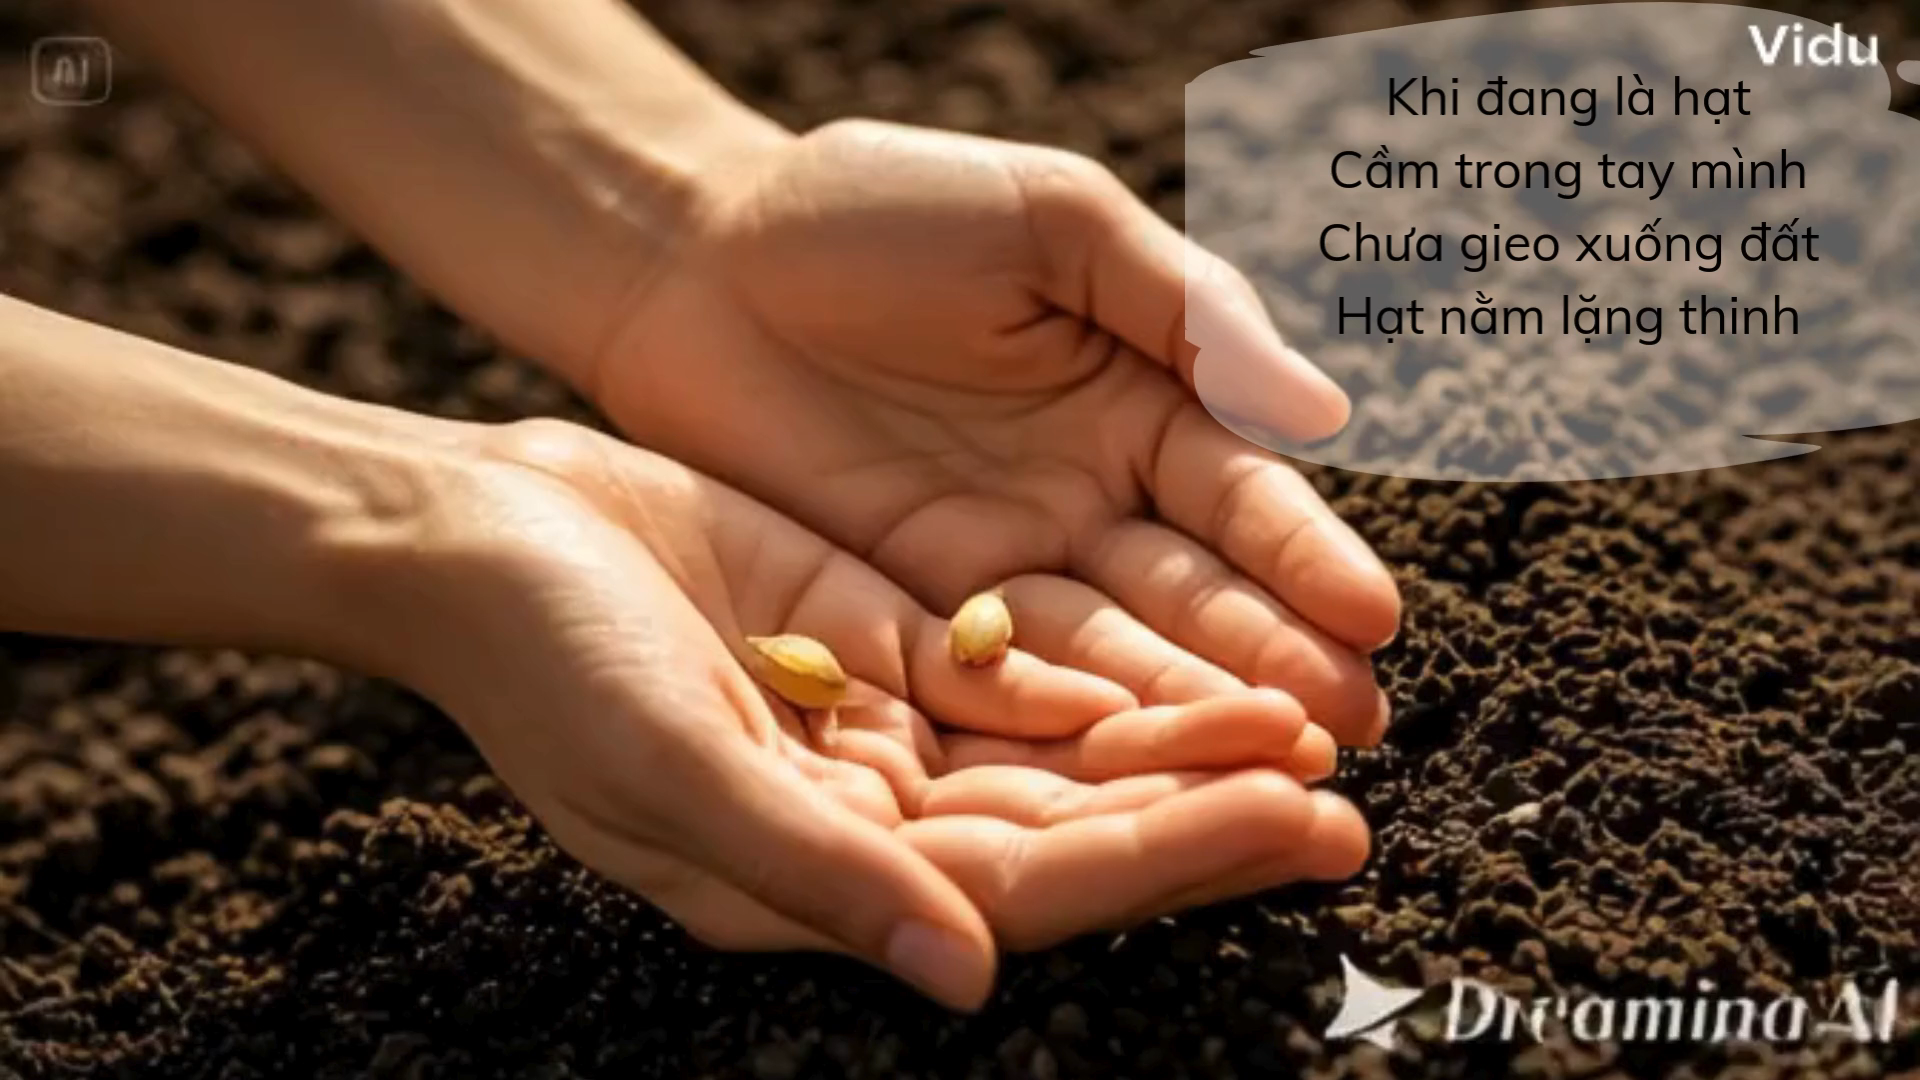 AI
Vidu
Khi đang là hạt
Cầm trong tay mình
Chưa gieo xuống đất
Hạt nằm lặng thinh
Dreamina AI